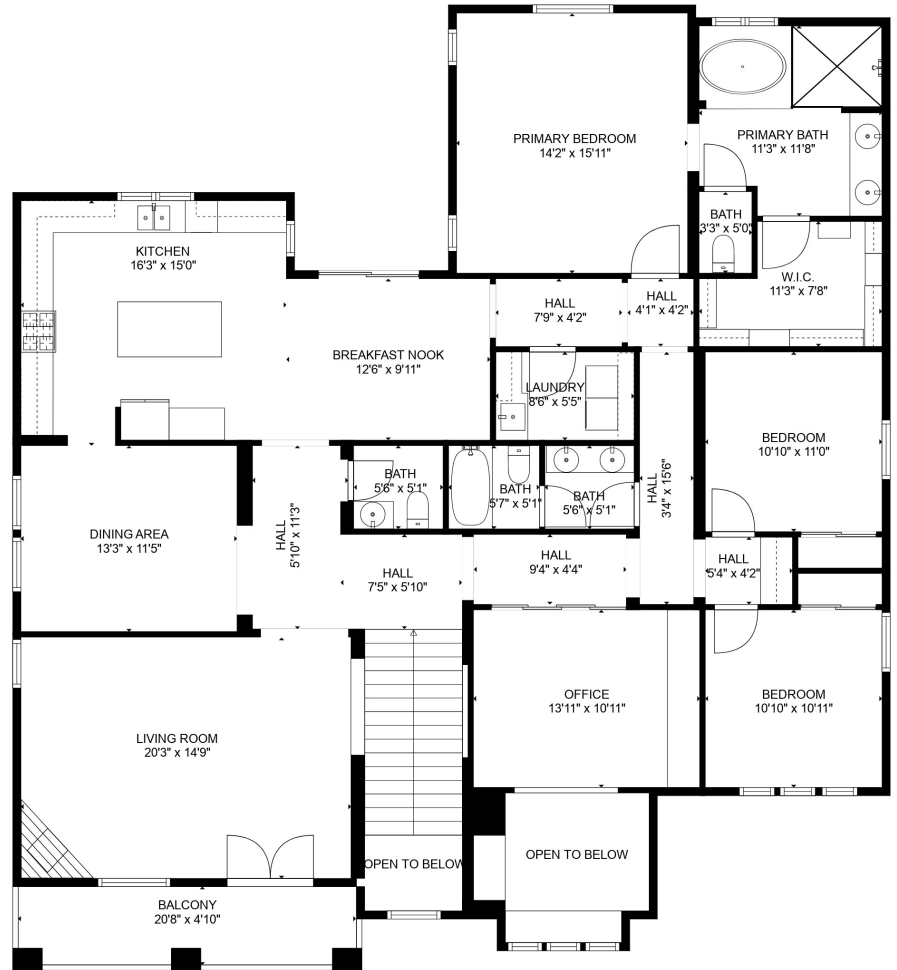 PRIMARY BEDROOM
14'2" x 15'11"
PRIMARY BATH
11'3" x 11'8"
BATH
3'3" x 5'0"
W.I.C.
11'3" x 7'8"
KITCHEN
16'3" x 15'0"
HALL
7'9" x 4'2"
HALL
4'1" x 4'2"
BREAKFAST NOOK
12'6" x 9'11"
LAUNDRY
8'6" x 5'5"
BEDROOM
10'10" x 11'0"
BATH
5'6" x 5'1"
BATH
5'7" x 5'1"
BATH
5'6" x 5'1"
HALL
3'4" x 15'6"
DINING AREA
13'3" x 11'5"
HALL
5'10" x 11'3"
HALL
7'5" x 5'10"
HALL
9'4" x 4'4"
HALL
5'4" x 4'2"
LIVING ROOM
20'3" x 14'9"
OFFICE
13'11" x 10'11"
BEDROOM
10'10" x 10'11"
OPEN TO BELOW
OPEN TO BELOW
BALCONY
20'8" x 4'10"